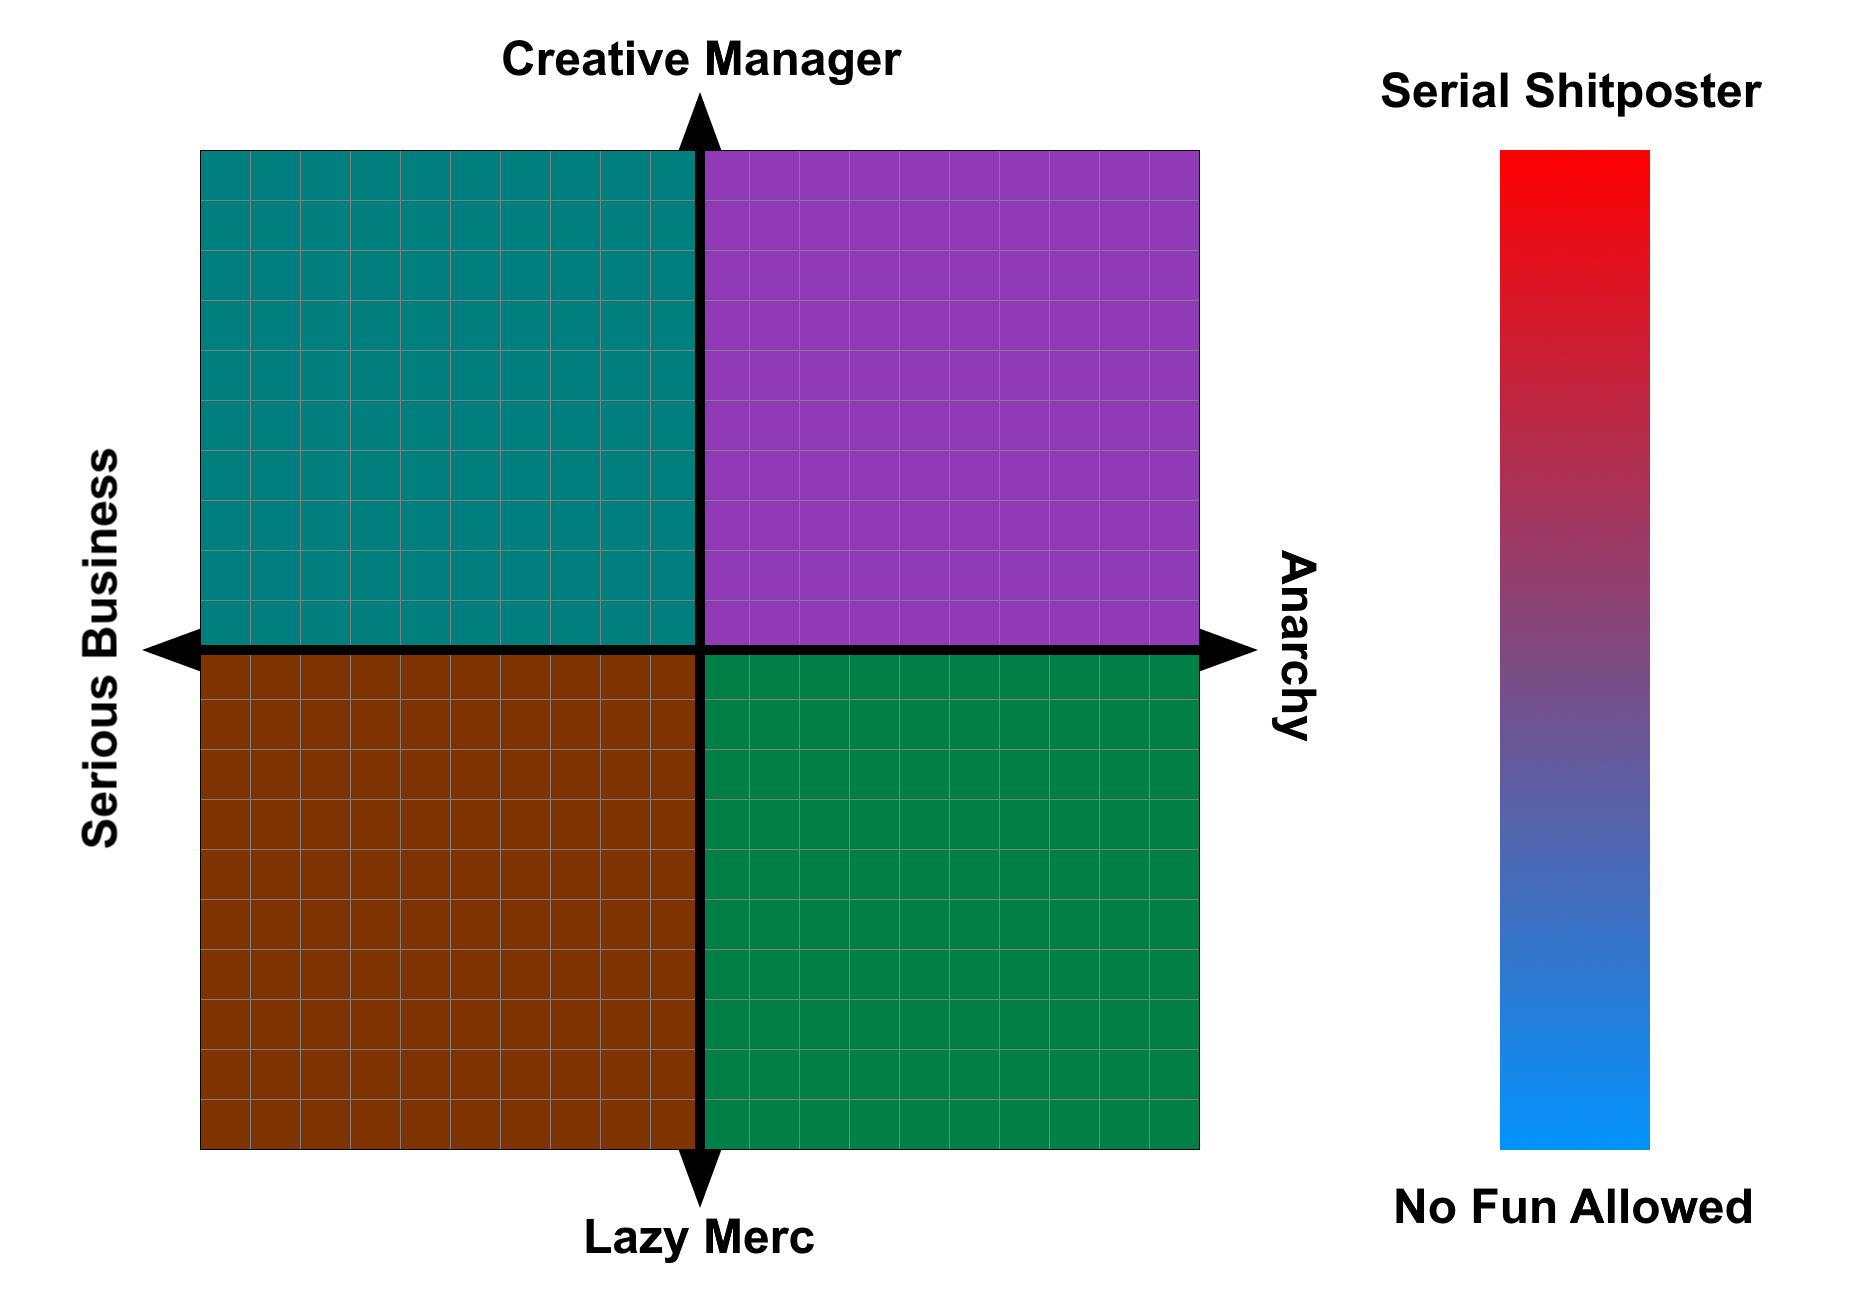 Creative Manager
Serial Shitposter
Serious Business
Anarchy
No Fun Allowed
Lazy Merc